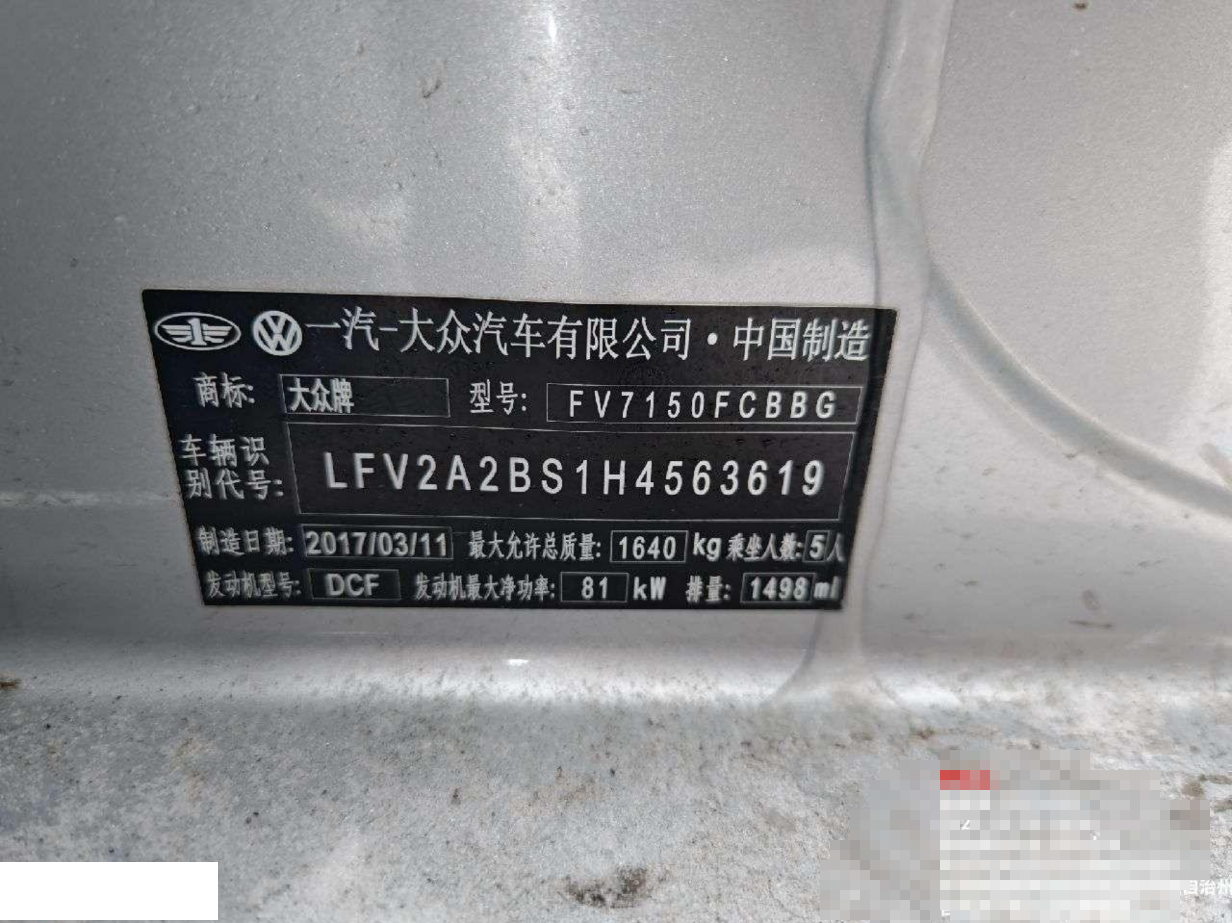 一汽-大众汽车有限公司·中国制造
商标: 大众牌 型号: FV7150FCBBG
车辆识别代号: LFV2A2BS1H4563619
制造日期: 2017/03/11 最大允许总质量: 1640 kg 乘坐人数: 5人
发动机型号: DCF 发动机最大净功率: 81 kW 排量: 1498 ml
自治州